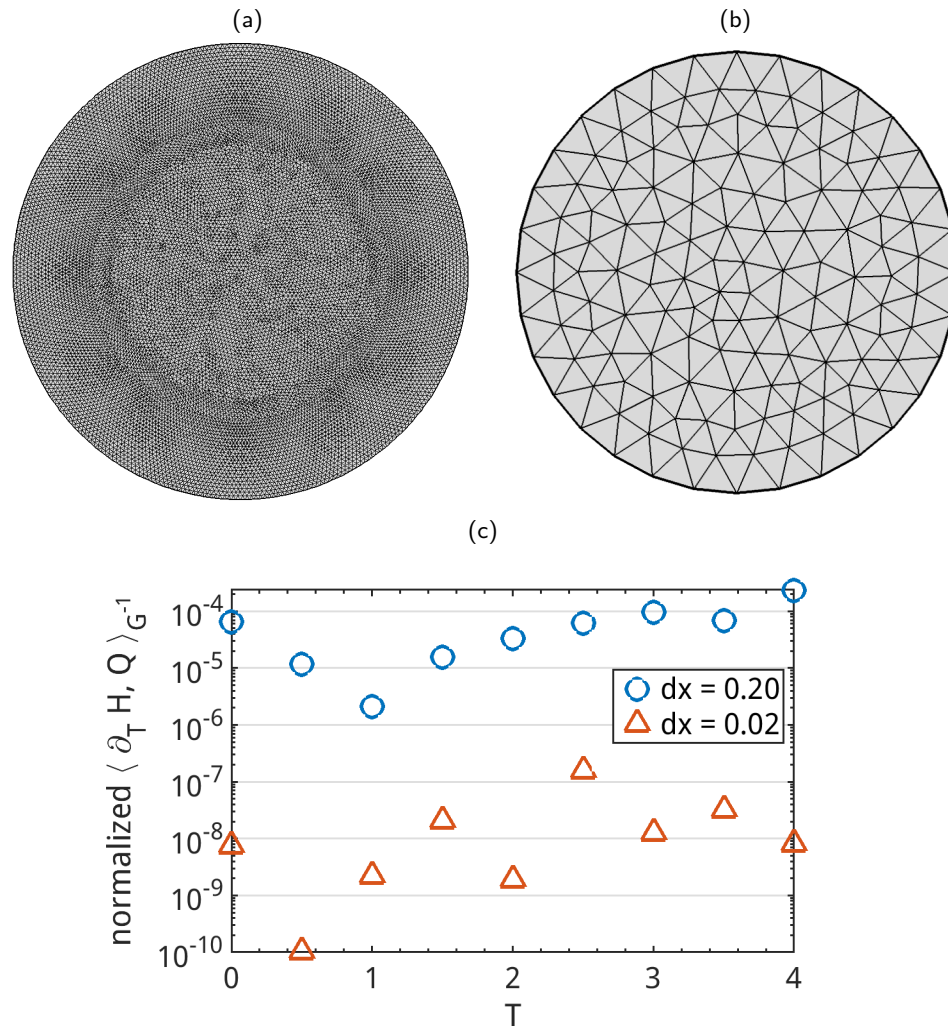 (a)
(b)
(c)
normalized ⟨ ∂_T H, Q ⟩_{G^{-1}}
10^{-4}
10^{-5}
10^{-6}
10^{-7}
10^{-8}
10^{-9}
10^{-10}
dx = 0.20
dx = 0.02
0
1
2
3
4
T